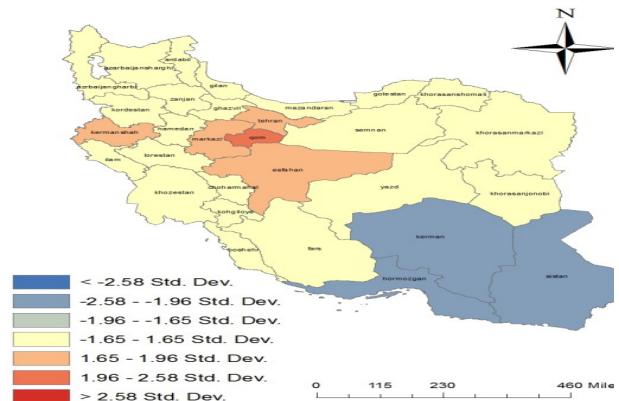 N
ardabil
azarbaijansharghi
azrbaijangharbi
gilan
golestan
khorasanshomali
zanjan
ghazvin
mazandaran
kordestan
tehran
semnan
khorasanmarkazi
kermanshah
hamedan
markazi
qom
ilam
lorestan
esfahan
khozestan
choharmahal
yazd
khorasanjonobi
kohgiloye
boshehr
fars
kerman
hormozgan
sistan
< -2.58 Std. Dev.
-2.58 - -1.96 Std. Dev.
-1.96 - -1.65 Std. Dev.
-1.65 - 1.65 Std. Dev.
1.65 - 1.96 Std. Dev.
1.96 - 2.58 Std. Dev.
> 2.58 Std. Dev.
0 115 230 460 Mile